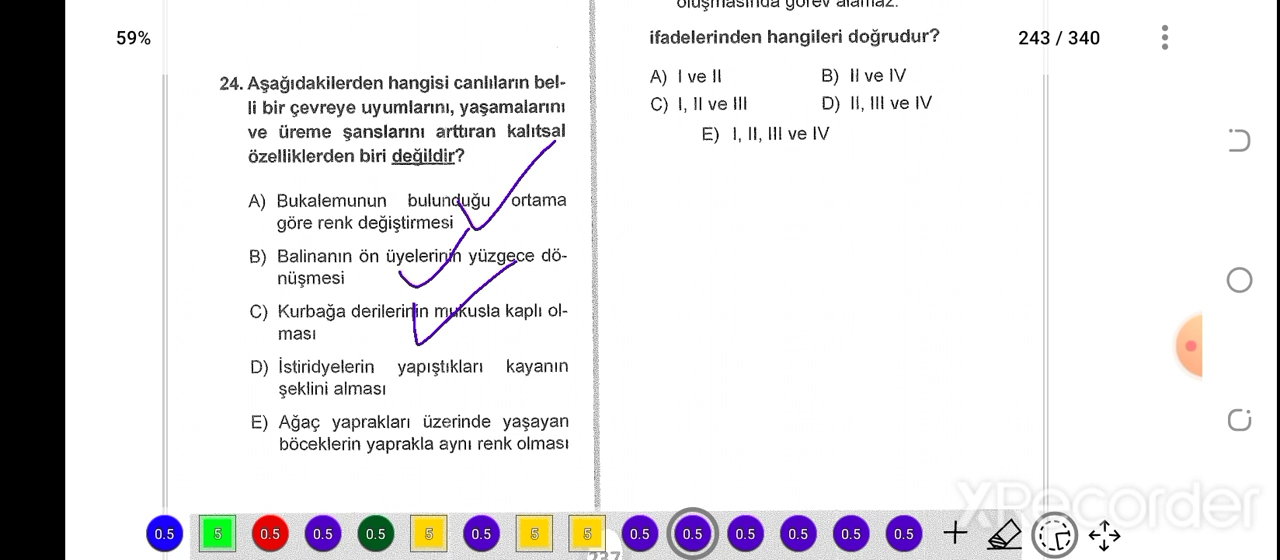 59%
243 / 340
24. Aşağıdakilerden hangisi canlıların bel-
li bir çevreye uyumlarını, yaşamalarını
ve üreme şanslarını arttıran kalıtsal
özelliklerden biri değildir?
A) Bukalemunun bulunduğu ortama
göre renk değiştirmesi
B) Balinanın ön üyelerinin yüzgece dö-
nüşmesi
C) Kurbağa derilerinin mukusla kaplı ol-
ması
D) İstiridyelerin yapıştıkları kayanın
şeklini alması
E) Ağaç yaprakları üzerinde yaşayan
böceklerin yaprakla aynı renk olması
oluşmasında görev alamaz.
ifadelerinden hangileri doğrudur?
A) I ve II B) II ve IV
C) I, II ve III D) II, III ve IV
E) I, II, III ve IV
XRecorder
0.5 5 0.5 0.5 0.5 5 0.5 5 5 0.5 0.5 0.5 0.5 0.5 0.5
237